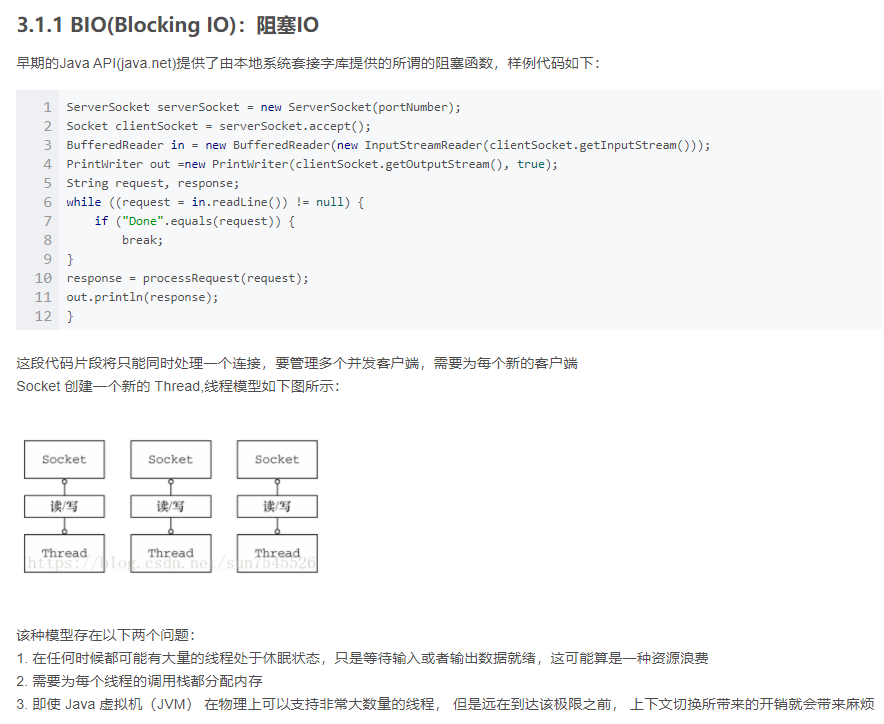 3.1.1 BIO(Blocking IO)：阻塞IO
早期的Java API(java.net)提供了由本地系统套接字库提供的所谓的阻塞函数，样例代码如下：
1 ServerSocket serverSocket = new ServerSocket(portNumber);
2 Socket clientSocket = serverSocket.accept();
3 BufferedReader in = new BufferedReader(new InputStreamReader(clientSocket.getInputStream()));
4 PrintWriter out =new PrintWriter(clientSocket.getOutputStream(), true);
5 String request, response;
6 while ((request = in.readLine()) != null) {
7     if ("Done".equals(request)) {
8         break;
9 }
10 response = processRequest(request);
11 out.println(response);
12 }
这段代码片段将只能同时处理一个连接，要管理多个并发客户端，需要为每个新的客户端
Socket 创建一个新的 Thread,线程模型如下图所示：
Socket Socket Socket
读/写 读/写 读/写
Thread Thread Thread
https://blog.csdn.net/sun7545526
该种模型存在以下两个问题：
1. 在任何时候都可能有大量的线程处于休眠状态，只是等待输入或者输出数据就绪，这可能算是一种资源浪费
2. 需要为每个线程的调用栈都分配内存
3. 即使 Java 虚拟机（JVM） 在物理上可以支持非常大数量的线程， 但是远在到达该极限之前， 上下文切换所带来的开销就会带来麻烦